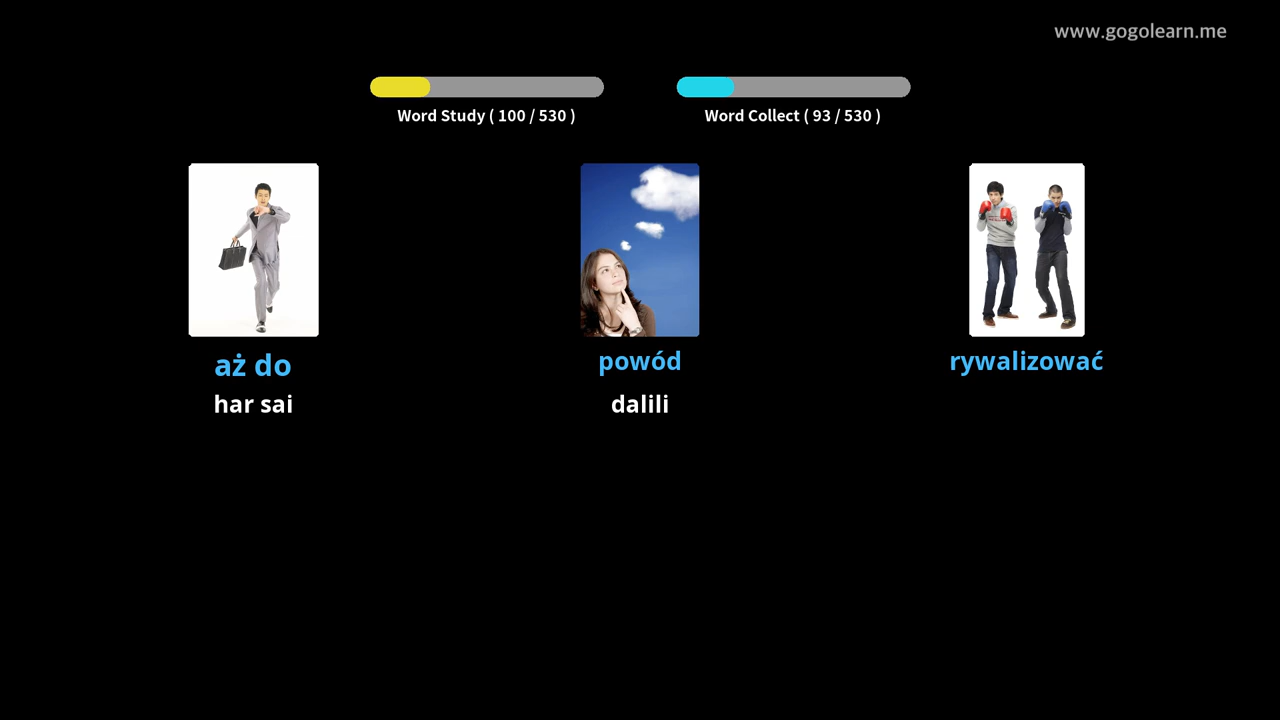 www.gogolearn.me
Word Study ( 100 / 530 )
Word Collect ( 93 / 530 )
aż do
powód
rywalizować
har sai
dalili